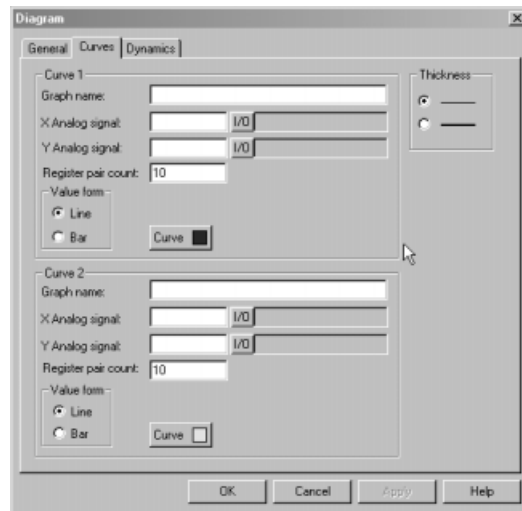 Diagram
General Curves Dynamics
Curve 1
Graph name:
X Analog signal: I/O
Y Analog signal: I/O
Register pair count: 10
Value form
Line
Bar
Curve
Thickness
Curve 2
Graph name:
X Analog signal: I/O
Y Analog signal: I/O
Register pair count: 10
Value form
Line
Bar
Curve
OK Cancel Apply Help